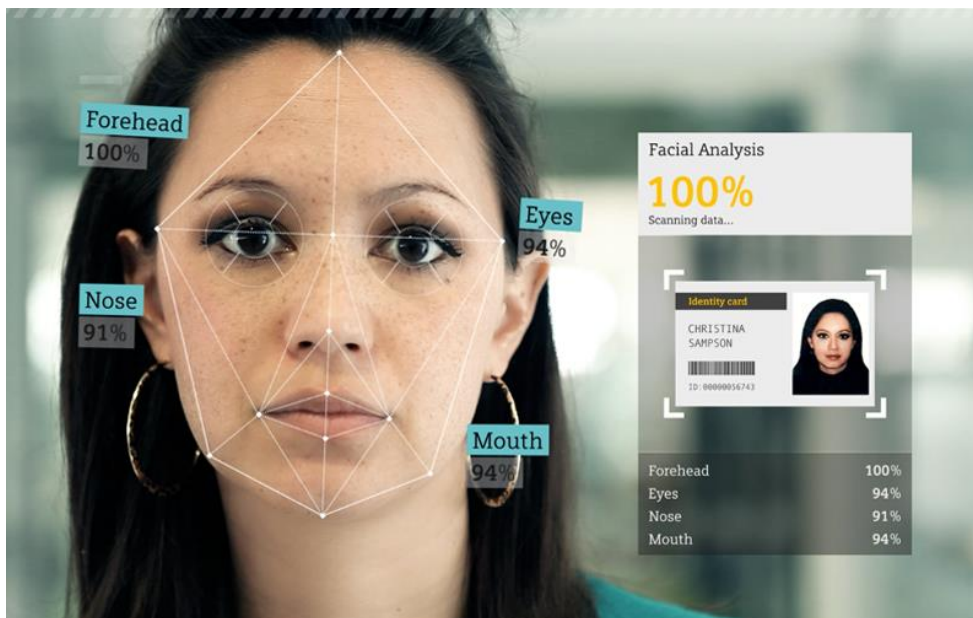 Forehead
100%
Nose
91%
Eyes
94%
Mouth
94%
Facial Analysis
100%
Scanning data...
Identity card
CHRISTINA
SAMPSON
ID:00000056743
Forehead 100%
Eyes 94%
Nose 91%
Mouth 94%